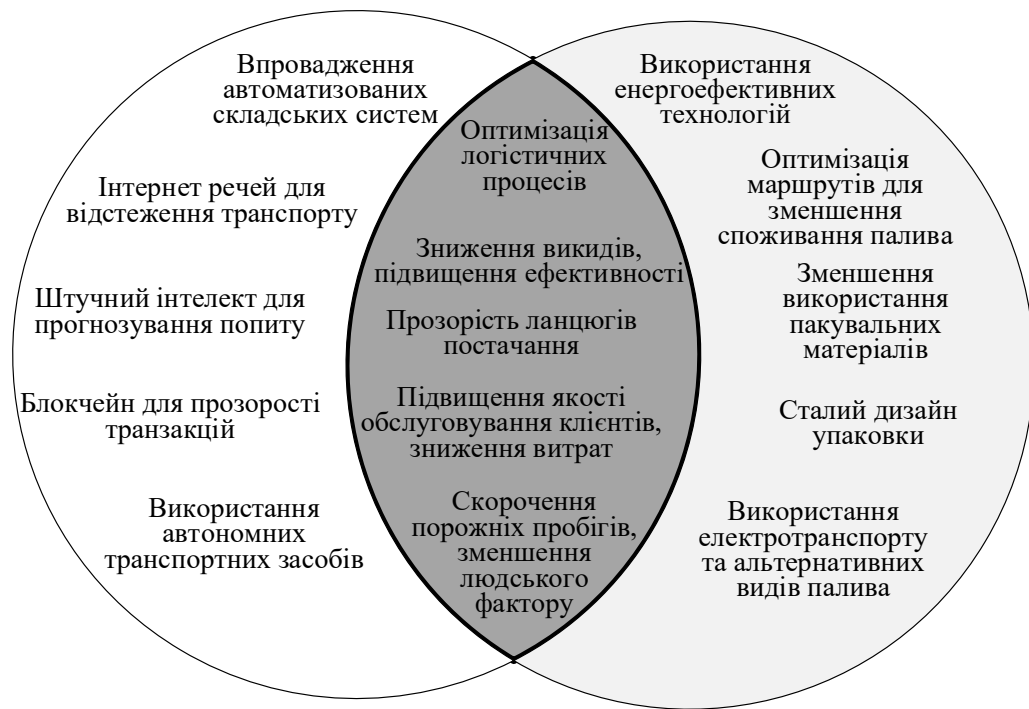 Впровадження
автоматизованих
складських систем
Інтернет речей для
відстеження транспорту
Штучний інтелект для
прогнозування попиту
Блокчейн для прозорості
транзакцій
Використання
автономних
транспортних засобів
Оптимізація
логістичних
процесів
Зниження викидів,
підвищення ефективності
Прозорість ланцюгів
постачання
Підвищення якості
обслуговування клієнтів,
зниження витрат
Скорочення
порожніх пробігів,
зменшення
людського
фактору
Використання
енергоефективних
технологій
Оптимізація
маршрутів для
зменшення
споживання палива
Зменшення
використання
пакувальних
матеріалів
Сталий дизайн
упаковки
Використання
електротранспорту
та альтернативних
видів палива